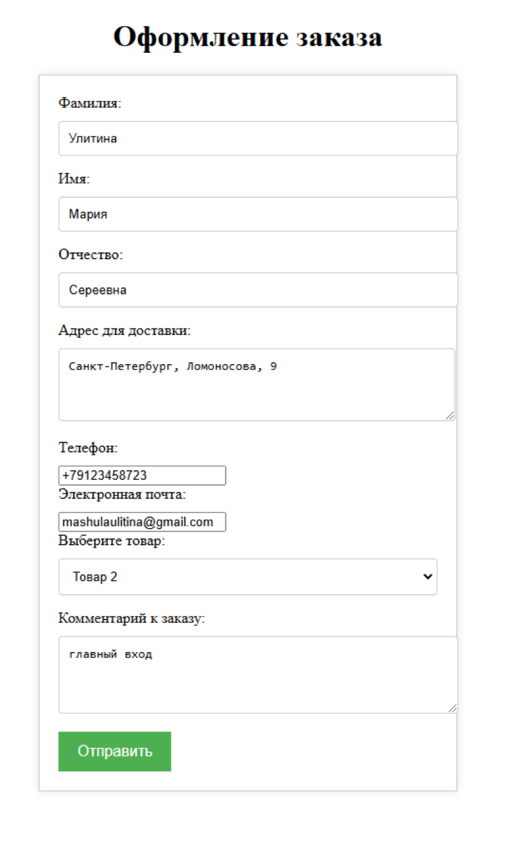 Оформление заказа
Фамилия:
Улитина
Имя:
Мария
Отчество:
Сереевна
Адрес для доставки:
Санкт-Петербург, Ломоносова, 9
Телефон:
+79123458723
Электронная почта:
mashulaulitina@gmail.com
Выберите товар:
Товар 2
Комментарий к заказу:
главный вход
Отправить